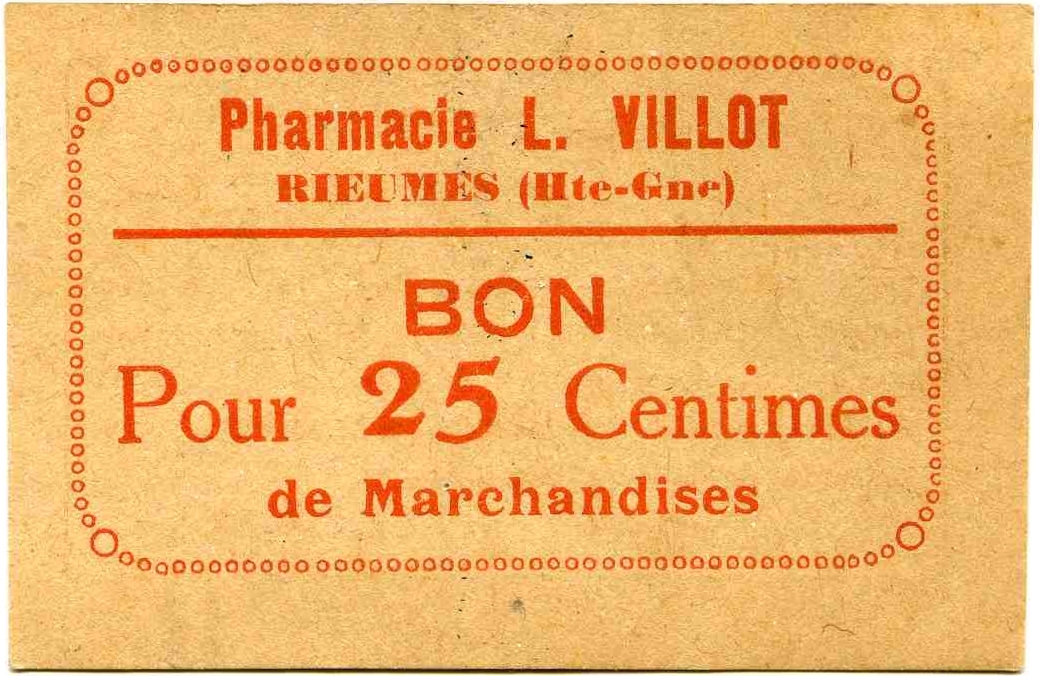 Pharmacie L. VILLOT
RIEUMES (Hte-Gne)
BON
Pour 25 Centimes
de Marchandises